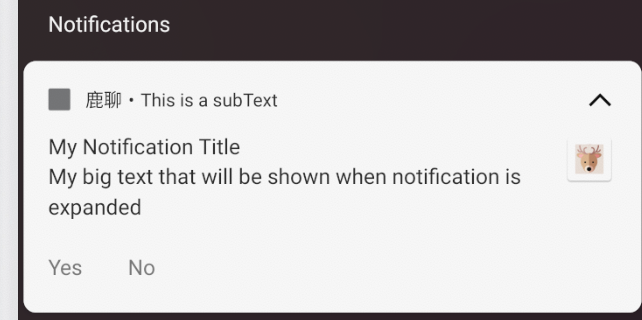 Notifications
鹿聊 • This is a subText
My Notification Title
My big text that will be shown when notification is
expanded
Yes No